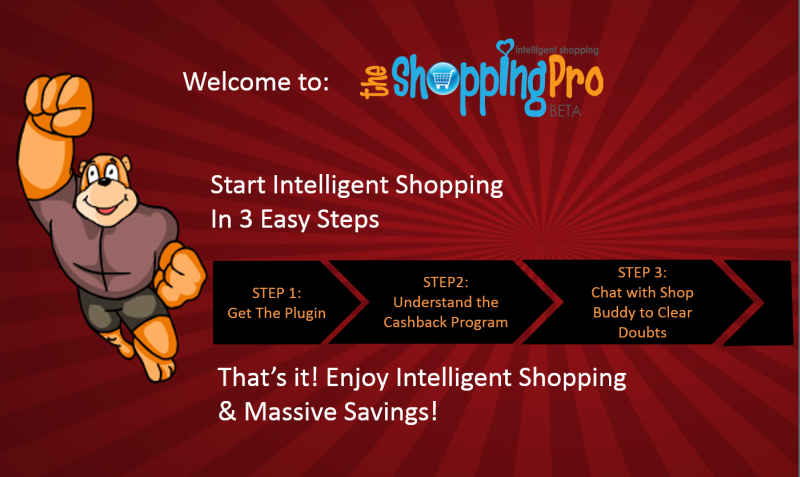 Welcome to:
intelligent shopping
the ShoppingPro
BETA
Start Intelligent Shopping
In 3 Easy Steps
STEP 1:
Get The Plugin
STEP2:
Understand the
Cashback Program
STEP 3:
Chat with Shop
Buddy to Clear
Doubts
That's it! Enjoy Intelligent Shopping
& Massive Savings!